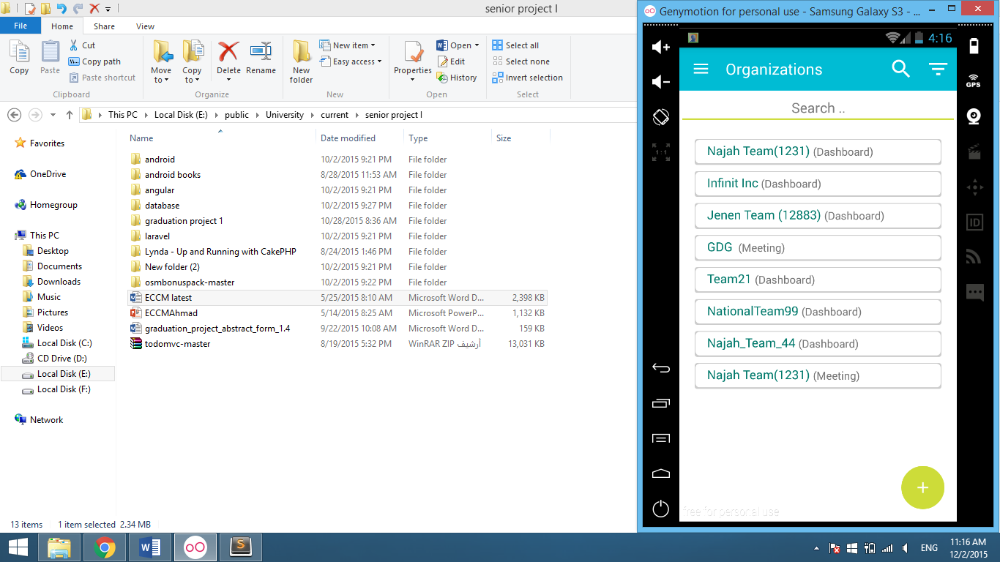 senior project I
File Home Share View
Copy
Paste
Cut
Copy path
Paste shortcut
Clipboard
Move to
Copy to
Delete
Rename
Organize
New folder
New item
Easy access
New
Properties
Open
Edit
History
Open
Select all
Select none
Invert selection
Select
This PC Local Disk (E:) public University current senior project I
Favorites
OneDrive
Homegroup
This PC
Desktop
Documents
Downloads
Music
Pictures
Videos
Local Disk (C:)
CD Drive (D:)
Local Disk (E:)
Local Disk (F:)
Network
Name Date modified Type Size
android 10/2/2015 9:21 PM File folder
android books 8/28/2015 11:53 AM File folder
angular 10/2/2015 9:21 PM File folder
database 10/2/2015 9:27 PM File folder
graduation project 1 10/28/2015 8:36 AM File folder
laravel 10/2/2015 9:21 PM File folder
Lynda - Up and Running with CakePHP 8/24/2015 1:46 PM File folder
New folder (2) 10/2/2015 9:21 PM File folder
osmbonuspack-master 10/2/2015 9:22 PM File folder
ECCM latest 5/25/2015 8:10 AM Microsoft Word D... 2,398 KB
ECCMAhmad 5/14/2015 8:25 AM Microsoft PowerP... 1,132 KB
graduation_project_abstract_form_1.4 9/22/2015 10:08 AM Microsoft Word D... 159 KB
todomvc-master 8/19/2015 5:32 PM WinRAR ZIP أرشيف 13,031 KB
13 items 1 item selected 2.34 MB
Genymotion for personal use - Samsung Galaxy S3 - ...
4:16
Organizations
Search ..
Najah Team(1231) (Dashboard)
Infinit Inc (Dashboard)
Jenen Team (12883) (Dashboard)
GDG (Meeting)
Team21 (Dashboard)
NationalTeam99 (Dashboard)
Najah_Team_44 (Dashboard)
Najah Team(1231) (Meeting)
+
free for personal use
1:1
GPS
ID
ENG
11:16 AM
12/2/2015